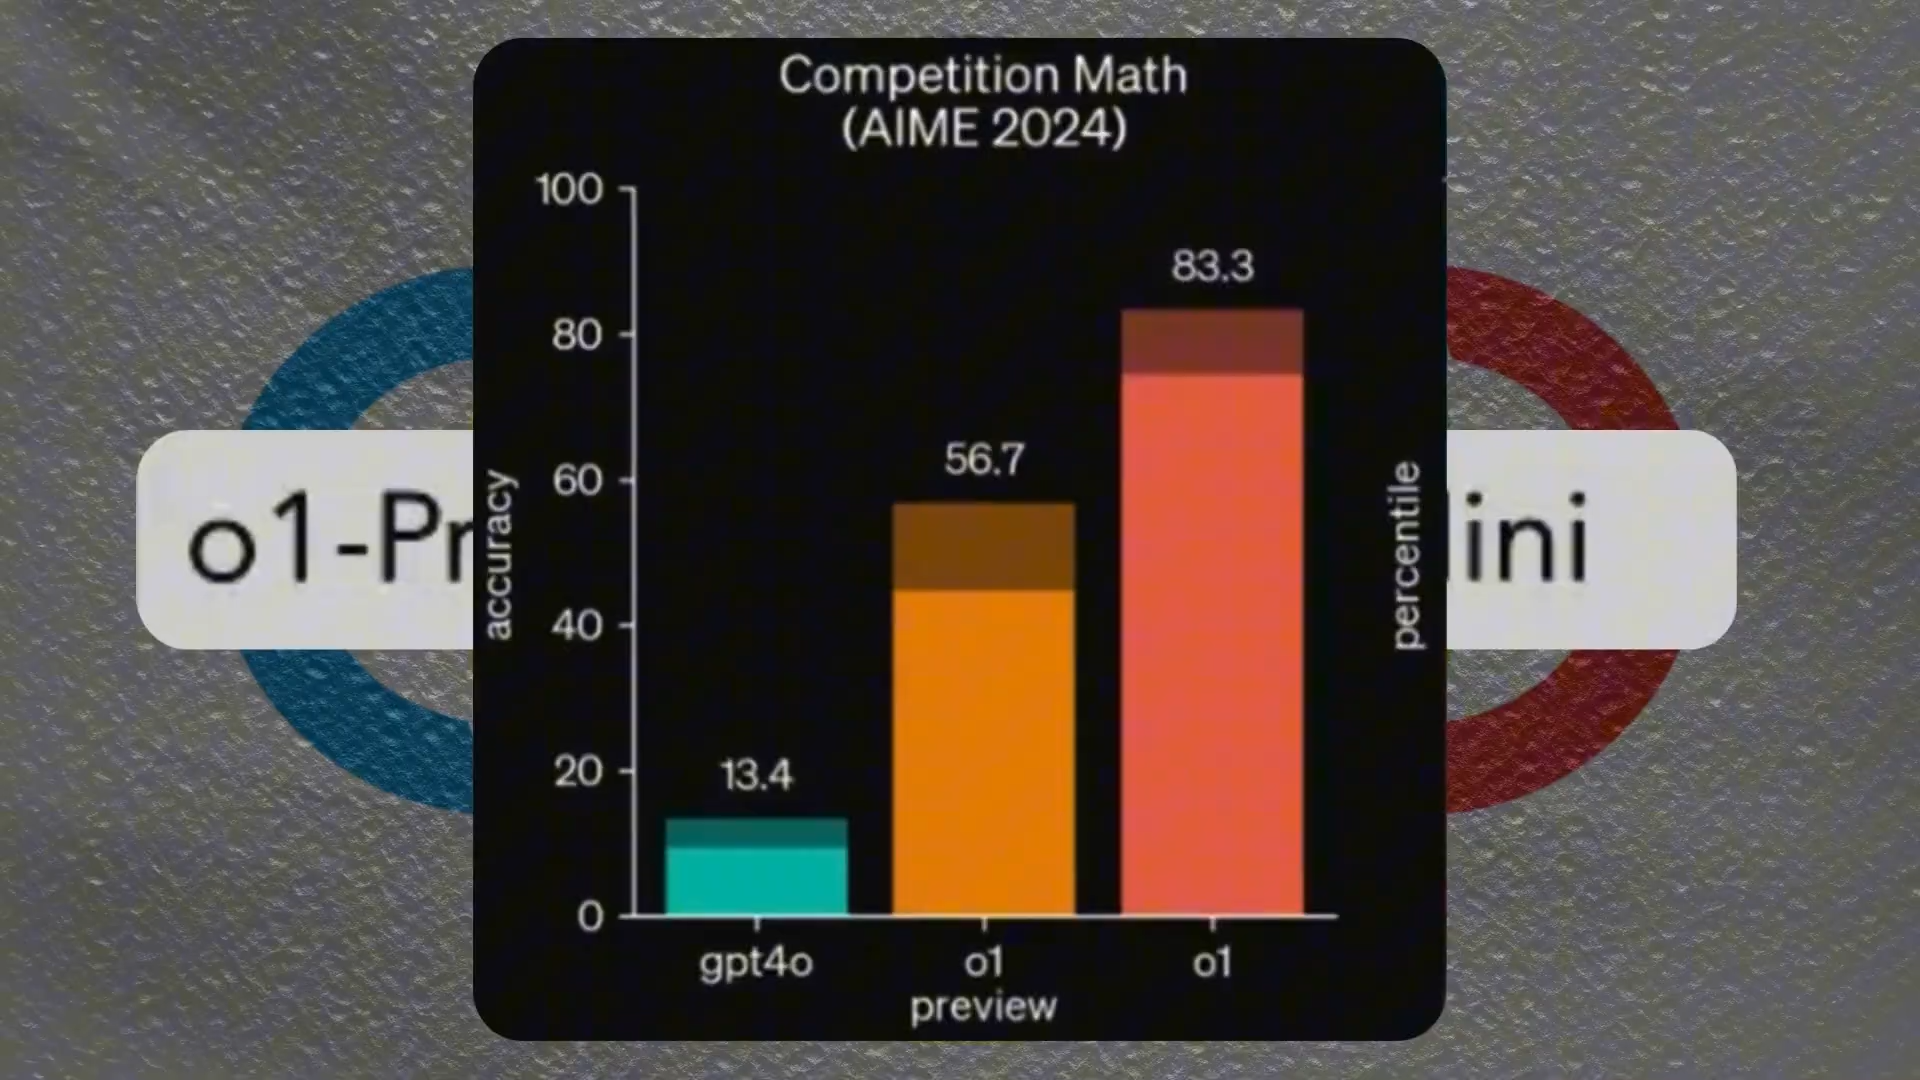 Competition Math
(AIME 2024)
100
80
60
40
20
0
accuracy
13.4
56.7
83.3
gpt4o
o1
preview
o1
percentile
o1-Pr
ini